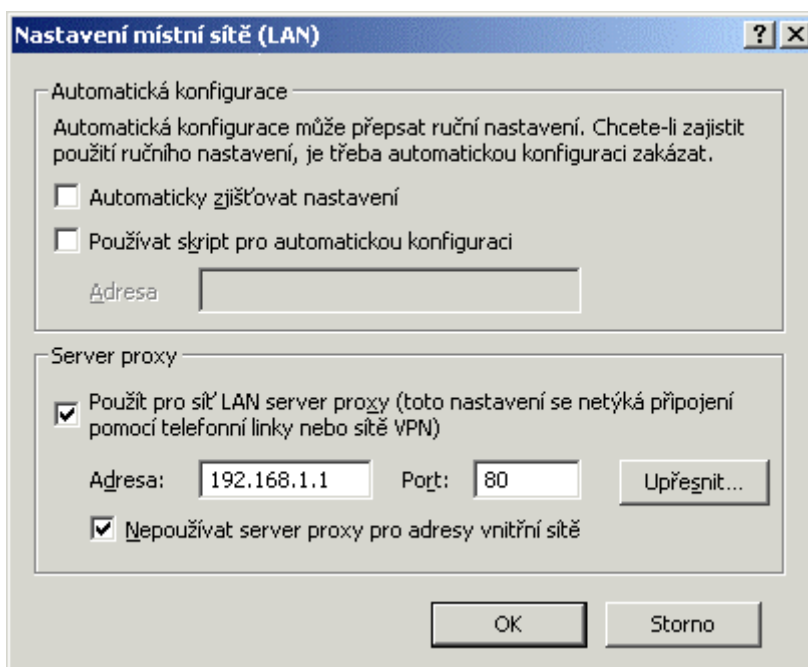 Nastavení místní sítě (LAN)
Automatická konfigurace
Automatická konfigurace může přepsat ruční nastavení. Chcete-li zajistit
použití ručního nastavení, je třeba automatickou konfiguraci zakázat.
Automaticky zjišťovat nastavení
Používat skript pro automatickou konfiguraci
Adresa
Server proxy
Použít pro síť LAN server proxy (toto nastavení se netýká připojení
pomocí telefonní linky nebo sítě VPN)
Adresa: 192.168.1.1 Port: 80 Upřesnit...
Nepoužívat server proxy pro adresy vnitřní sítě
OK Storno